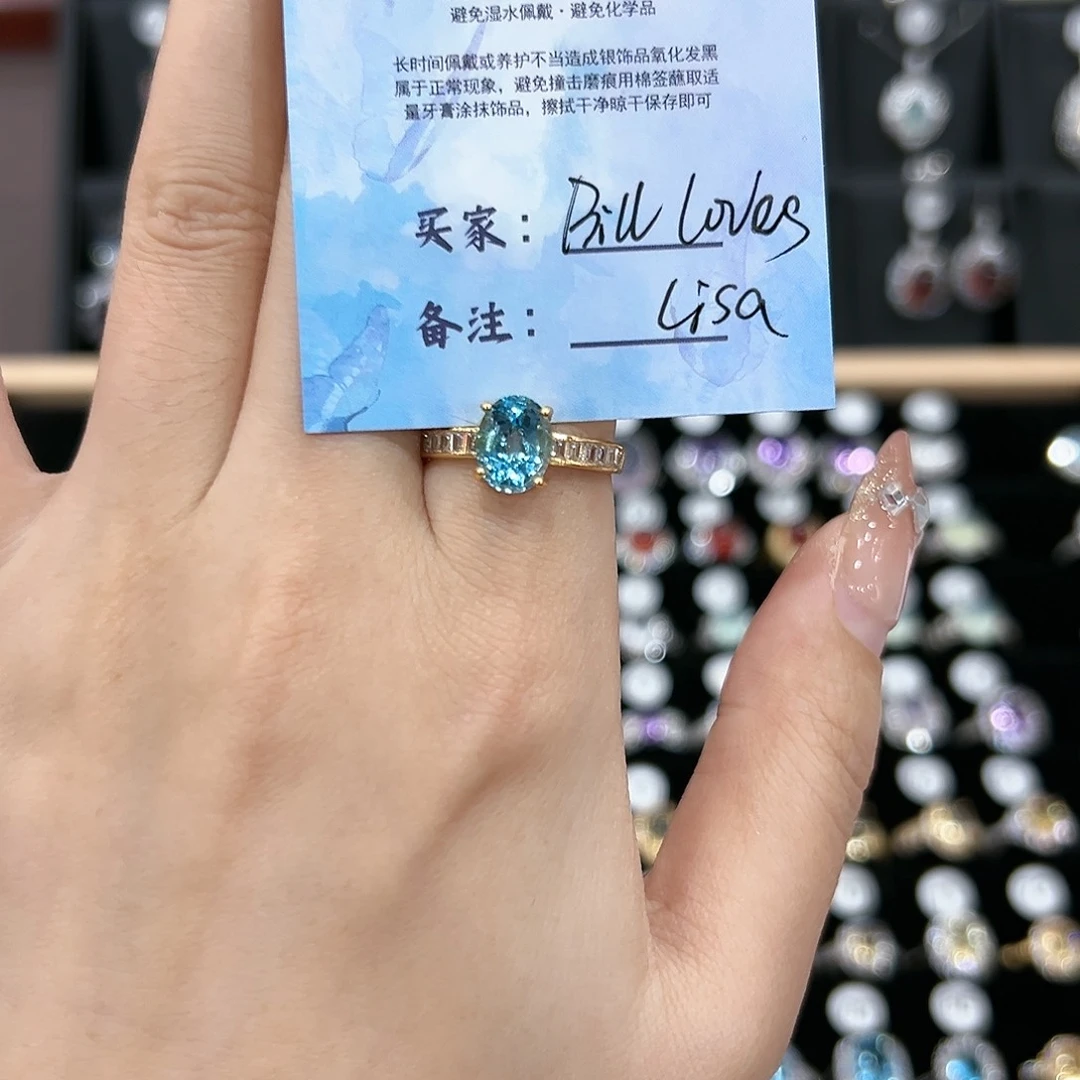 避免湿水佩戴·避免化学品
长时间佩戴或养护不当造成银饰品氧化发黑
属于正常现象，避免撞击磨痕用棉签蘸取适
量牙膏涂抹饰品，擦拭干净晾干保存即可
买家：Bill Loves
备注：Lisa